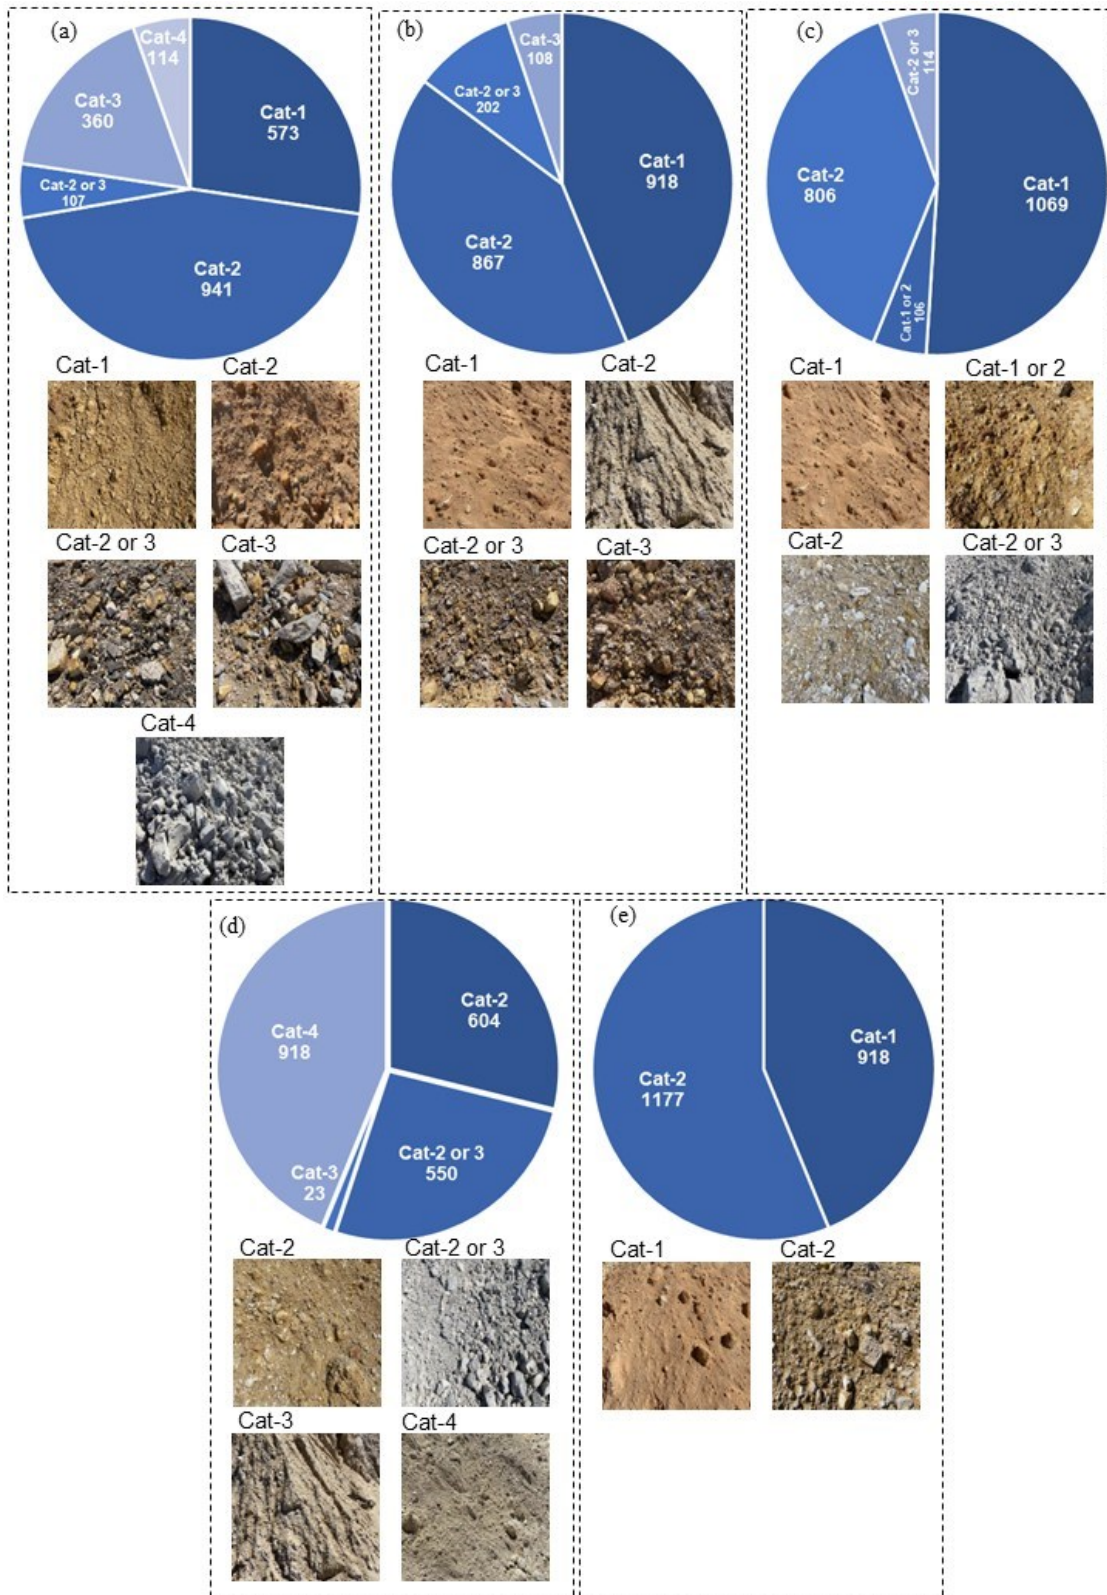 (a)
Cat-4
114
Cat-3
360
Cat-1
573
Cat-2 or 3
107
Cat-2
941
Cat-1
Cat-2
Cat-2 or 3
Cat-3
Cat-4
(b)
Cat-3
108
Cat-2 or 3
202
Cat-1
918
Cat-2
867
Cat-1
Cat-2
Cat-2 or 3
Cat-3
(c)
Cat-2 or 3
114
Cat-2
806
Cat-1
1069
Cat-1 or 2
106
Cat-1
Cat-1 or 2
Cat-2
Cat-2 or 3
(d)
Cat-2
604
Cat-4
918
Cat-2 or 3
550
Cat-3
23
Cat-2
Cat-2 or 3
Cat-3
Cat-4
(e)
Cat-1
918
Cat-2
1177
Cat-1
Cat-2